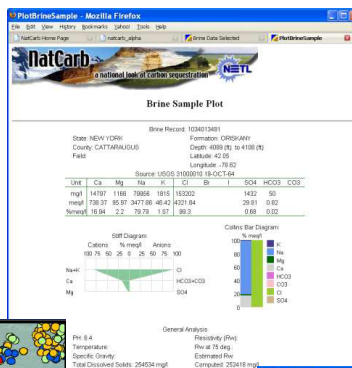 PlotBrineSample - Mozilla Firefox
File Edit View History Bookmarks Yahoo! Tools Help
NatCarb Home Page natcarb_alpha Brine Data Selected PlotBrineSample
NatCarb
a national look at carbon sequestration
NETL
Brine Sample Plot
Brine Record: 1034013481
State: NEW YORK Formation: ORISKANY
County: CATTARAUGUS Depth: 4089 (ft) to 4108 (ft)
Field: Latitude: 42.05
Longitude: -78.62
Source: USGS 31000010 18-OCT-64
Unit Ca Mg Na K Cl Br I SO4 HCO3 CO3
mg/l 14797 1166 79956 1815 153202 1432 50
meq/l 738.37 95.97 3477.86 46.42 4321.84 29.81 0.82
%meq/l 16.94 2.2 79.79 1.07 99.3 0.68 0.02
Stiff Diagram
Cations % meq/l Anions
100 75 50 25 0 25 50 75 100
Na+K Cl
Ca HCO3+CO3
Mg SO4
Collins Bar Diagram
% meq/l
100
80
60
40
20
0
K
Na
Mg
Ca
HCO3
CO3
Cl
SO4
General Analysis
PH: 8.4 Resistivity (Rw):
Temperature: Rw at 75 deg.:
Specific Gravity: Estimated Rw
Total Dissolved Solids: 254534 mg/l Computed: 252418 mg/l